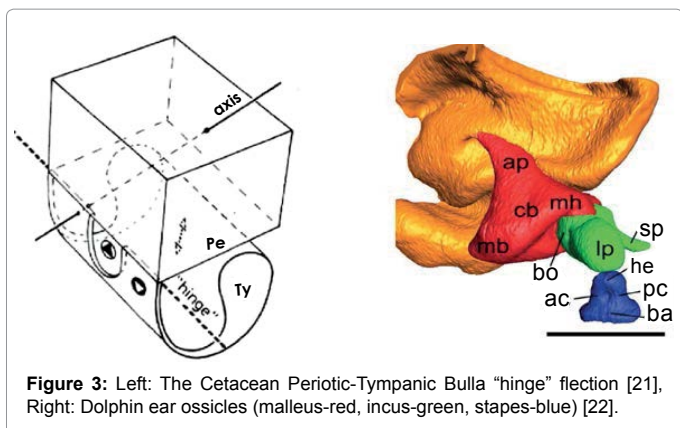 axis
Pe
"hinge"
Ty
ap
cb
mh
mb
bo
lp
sp
he
ac
pc
ba
Figure 3: Left: The Cetacean Periotic-Tympanic Bulla “hinge” flection [21],
Right: Dolphin ear ossicles (malleus-red, incus-green, stapes-blue) [22].